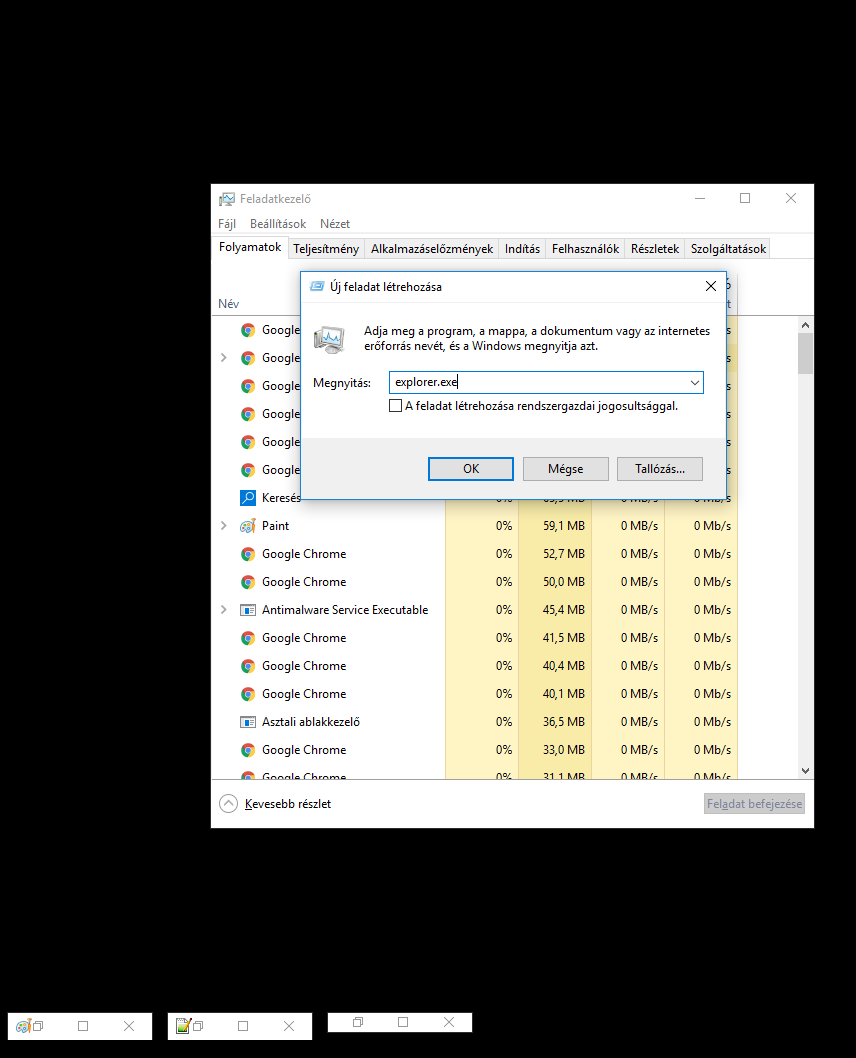 Feladatkezelő
Fájl Beállítások Nézet
Folyamatok Teljesítmény Alkalmazáselőzmények Indítás Felhasználók Részletek Szolgáltatások
Új feladat létrehozása
Adja meg a program, a mappa, a dokumentum vagy az internetes
erőforrás nevét, és a Windows megnyitja azt.
Megnyitás: explorer.exe
A feladat létrehozása rendszergazdai jogosultsággal.
OK Mégse Tallózás...
Név
Google
Google
Google
Google
Google
Google
Keresés
Paint 0% 59,1 MB 0 MB/s 0 Mb/s
Google Chrome 0% 52,7 MB 0 MB/s 0 Mb/s
Google Chrome 0% 50,0 MB 0 MB/s 0 Mb/s
Antimalware Service Executable 0% 45,4 MB 0 MB/s 0 Mb/s
Google Chrome 0% 41,5 MB 0 MB/s 0 Mb/s
Google Chrome 0% 40,4 MB 0 MB/s 0 Mb/s
Google Chrome 0% 40,1 MB 0 MB/s 0 Mb/s
Asztali ablakkezelő 0% 36,5 MB 0 MB/s 0 Mb/s
Google Chrome 0% 33,0 MB 0 MB/s 0 Mb/s
Google Chrome 0% 31,1 MB 0 MB/s 0 Mb/s
Kevesebb részlet
Feladat befejezése